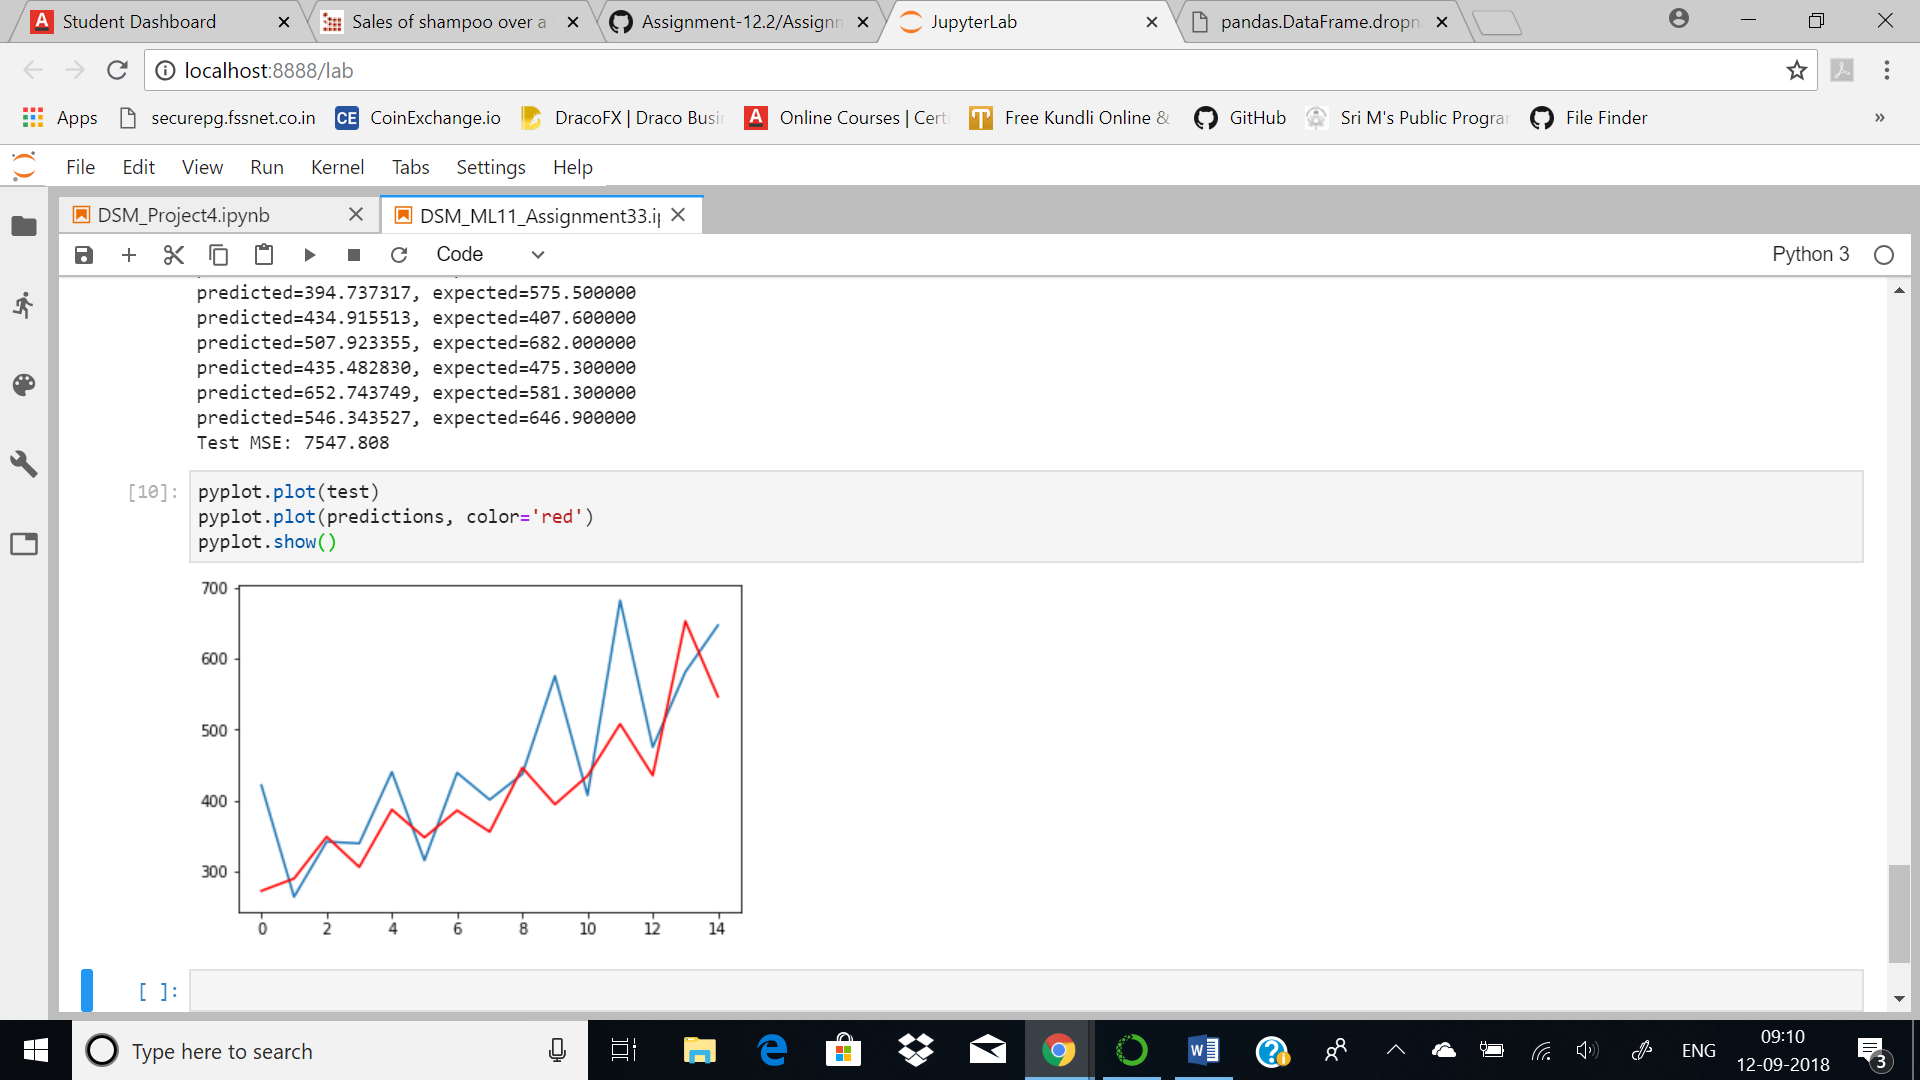 Student Dashboard
Sales of shampoo over a
Assignment-12.2/Assignn
JupyterLab
pandas.DataFrame.dropn
localhost:8888/lab
Apps
securepg.fssnet.co.in
CE
CoinExchange.io
DracoFX | Draco Busi
Online Courses | Cert
Free Kundli Online &
GitHub
Sri M's Public Progra
File Finder
»
File Edit View Run Kernel Tabs Settings Help
DSM_Project4.ipynb
DSM_ML11_Assignment33.i
Code
Python 3
predicted=394.737317, expected=575.500000
predicted=434.915513, expected=407.600000
predicted=507.923355, expected=682.000000
predicted=435.482830, expected=475.300000
predicted=652.743749, expected=581.300000
predicted=546.343527, expected=646.900000
Test MSE: 7547.808
[10]:
pyplot.plot(test)
pyplot.plot(predictions, color='red')
pyplot.show()
700
600
500
400
300
0 2 4 6 8 10 12 14
[ ]:
Type here to search
ENG
09:10
12-09-2018
3